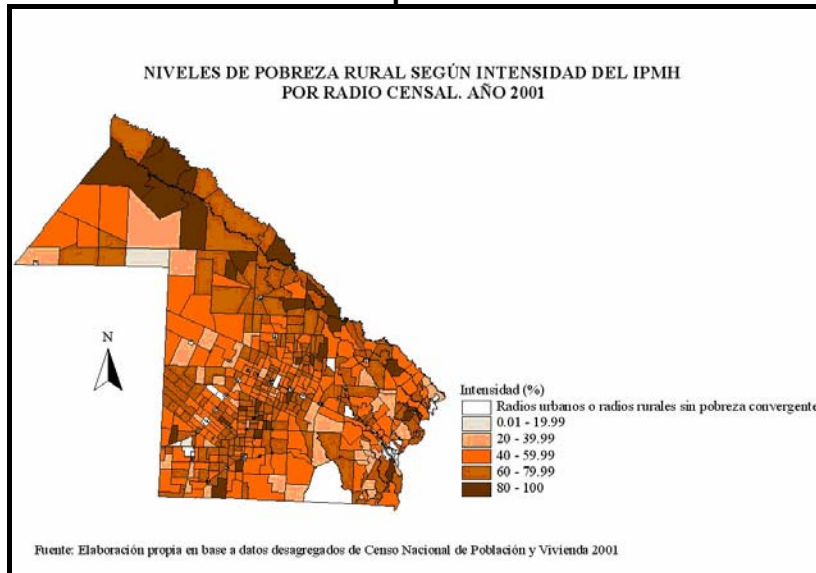 NIVELES DE POBREZA RURAL SEGÚN INTENSIDAD DEL IPMH
POR RADIO CENSAL. AÑO 2001
N
Intensidad (%)
Radios urbanos o radios rurales sin pobreza convergente
0.01 - 19.99
20 - 39.99
40 - 59.99
60 - 79.99
80 - 100
Fuente: Elaboración propia en base a datos desagregados de Censo Nacional de Población y Vivienda 2001